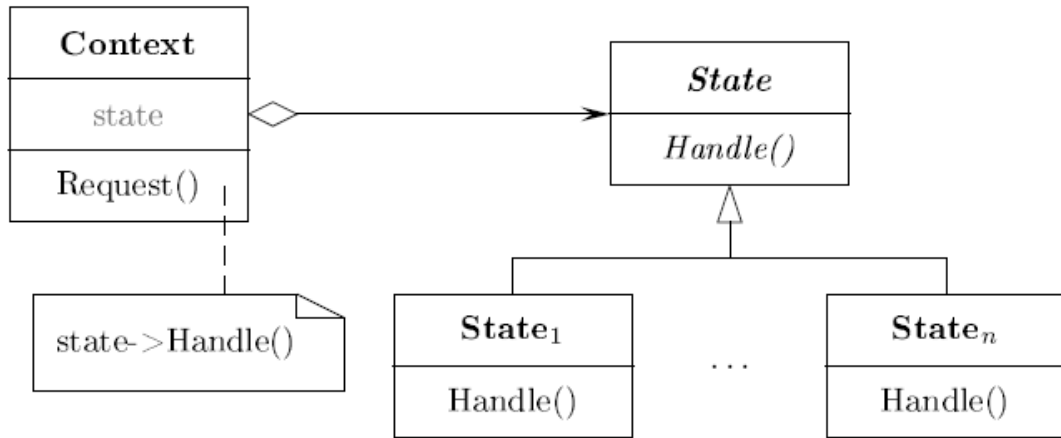 Context
state
Request()
state->Handle()
State
Handle()
State₁
Handle()
...
Stateₙ
Handle()